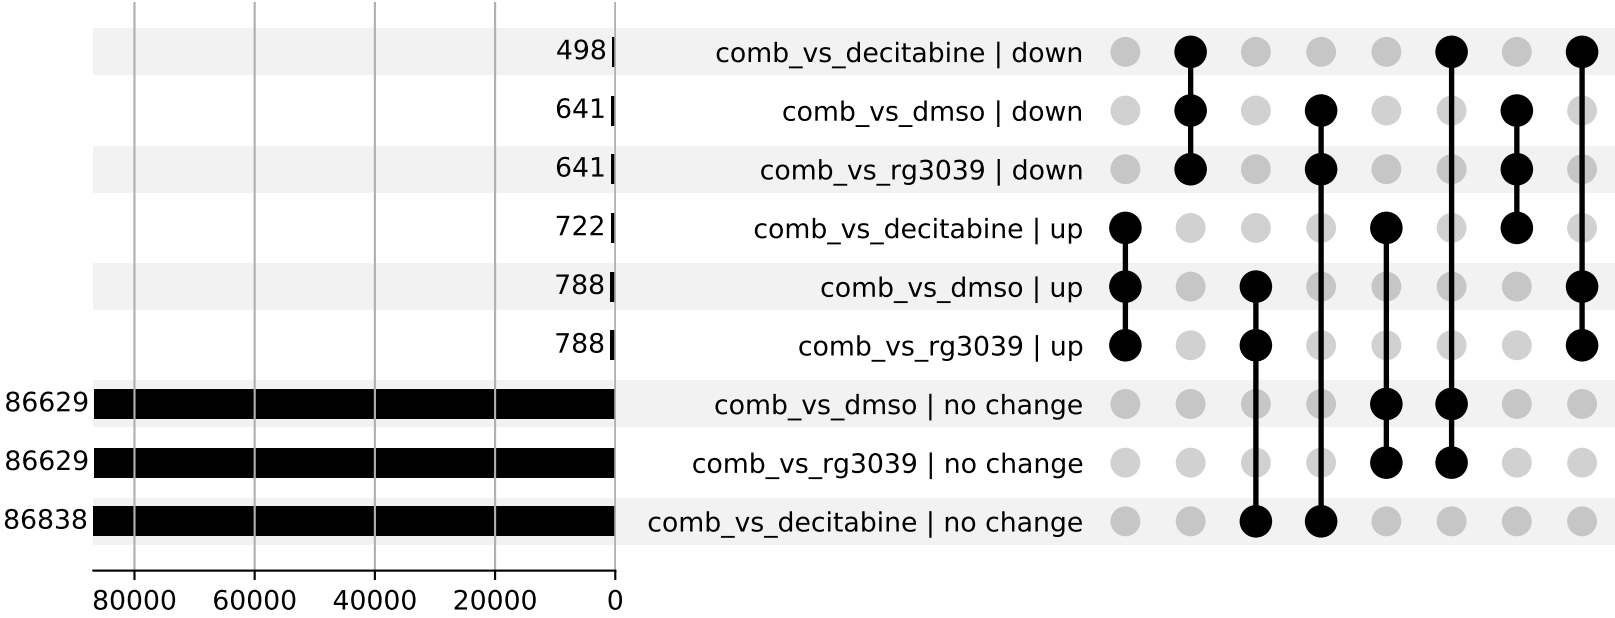 498 comb_vs_decitabine | down
641 comb_vs_dmso | down
641 comb_vs_rg3039 | down
722 comb_vs_decitabine | up
788 comb_vs_dmso | up
788 comb_vs_rg3039 | up
86629 comb_vs_dmso | no change
86629 comb_vs_rg3039 | no change
86838 comb_vs_decitabine | no change
80000 60000 40000 20000 0